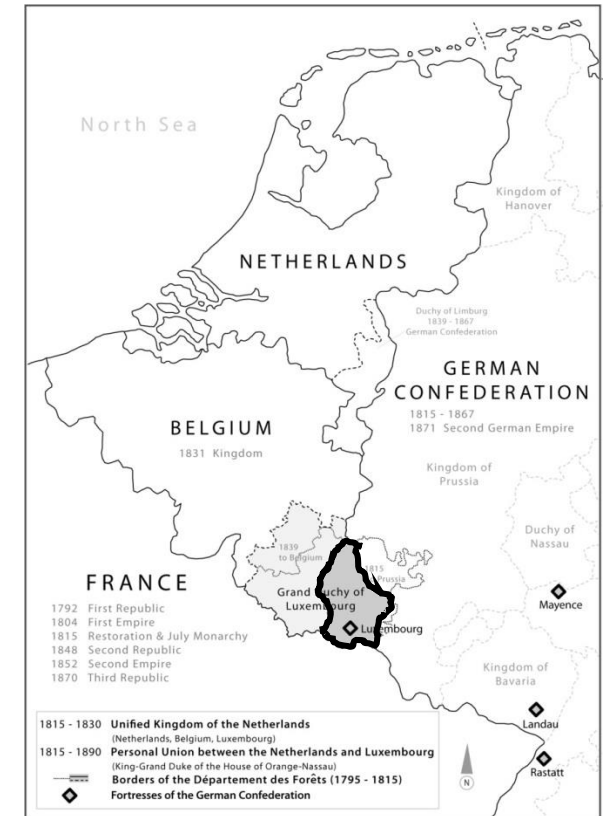 North Sea
Kingdom of
Hanover
NETHERLANDS
Duchy of Limburg
1839 - 1867
German Confederation
GERMAN
CONFEDERATION
1815 - 1867
1871 Second German Empire
BELGIUM
1831 Kingdom
Kingdom of
Prussia
Duchy of
Nassau
1839
to Belgium
1815
Prussia
FRANCE
1792 First Republic
1804 First Empire
1815 Restoration & July Monarchy
1848 Second Republic
1852 Second Empire
1870 Third Republic
Grand Duchy of
Luxembourg
Luxembourg
Mayence
Kingdom of
Bavaria
Landau
Rastatt
1815 - 1830 Unified Kingdom of the Netherlands
(Netherlands, Belgium, Luxembourg)
1815 - 1890 Personal Union between the Netherlands and Luxembourg
(King-Grand Duke of the House of Orange-Nassau)
Borders of the Département des Forêts (1795 - 1815)
Fortresses of the German Confederation
N